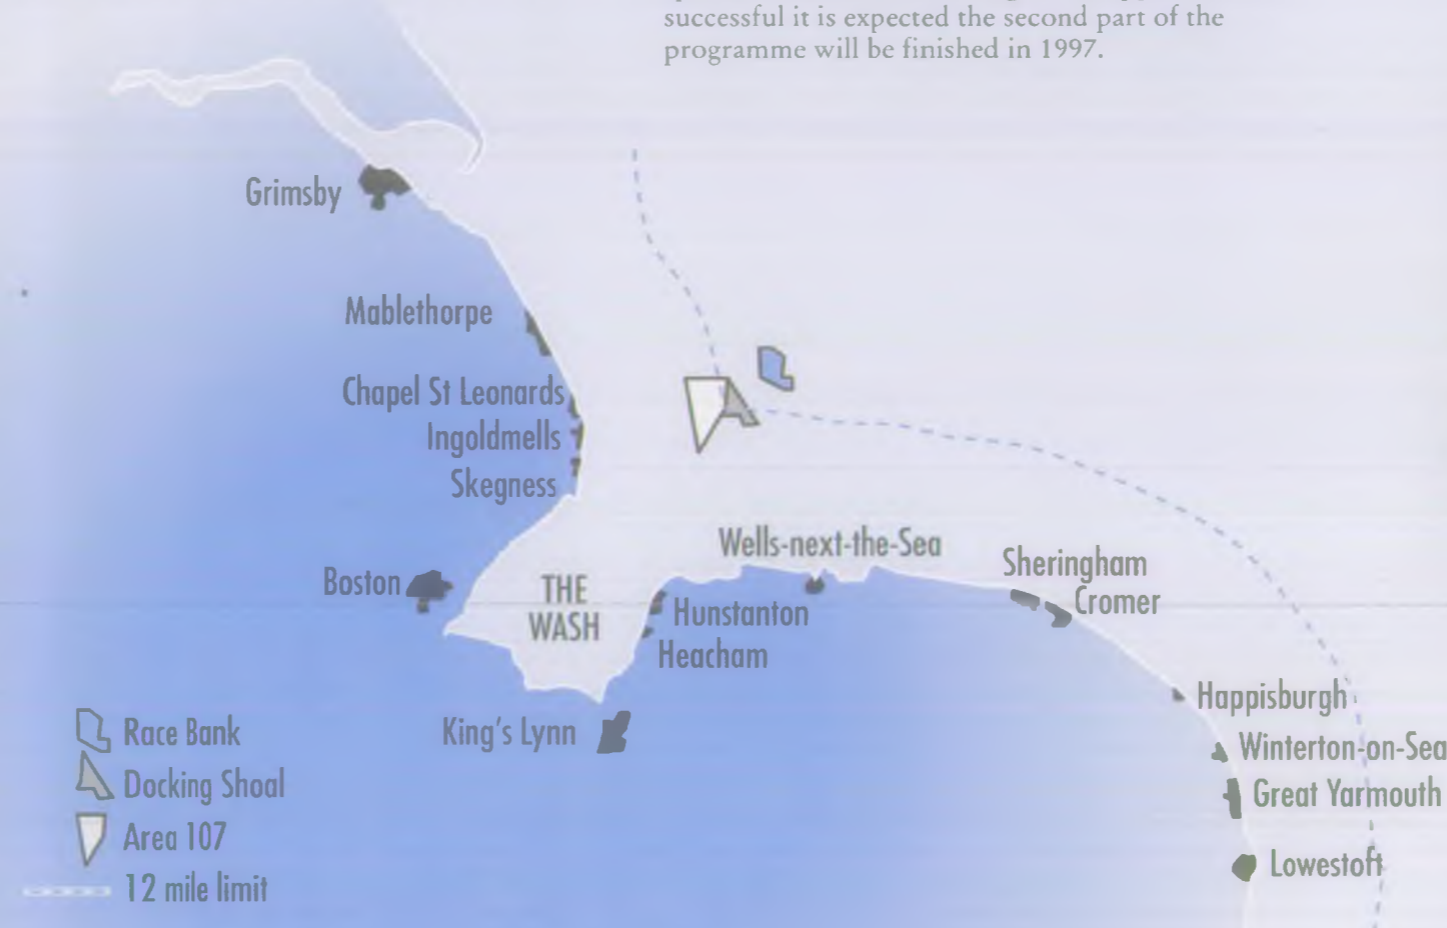 successful it is expected the second part of the
programme will be finished in 1997.
Grimsby
Mablethorpe
Chapel St Leonards
Ingoldmells
Skegness
Wells-next-the-Sea
Sheringham
Cromer
Boston
THE
WASH
Hunstanton
Heacham
King's Lynn
Happisburgh
Winterton-on-Sea
Great Yarmouth
Lowestoft
Race Bank
Docking Shoal
Area 107
12 mile limit